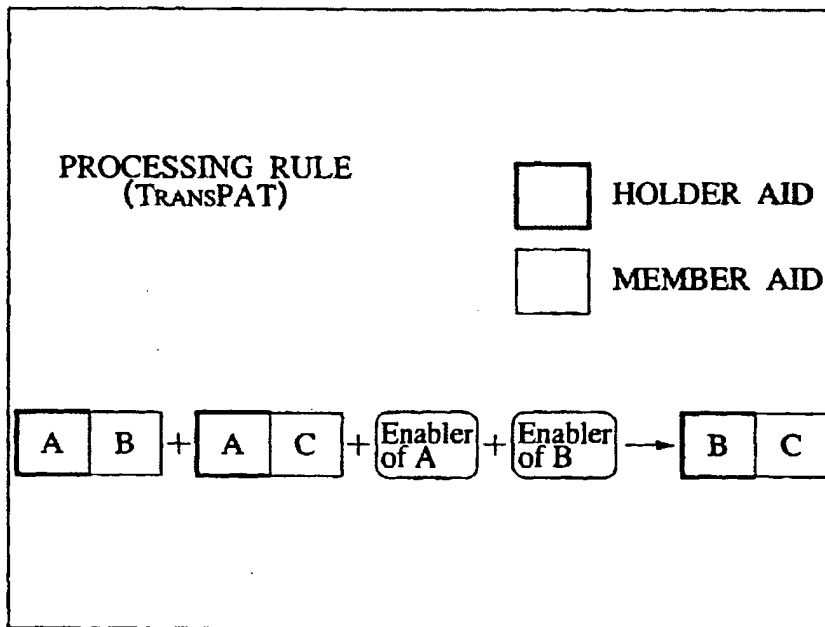 PROCESSING RULE
(TRANSPAT)
HOLDER AID
MEMBER AID
A B + A C + Enabler of A + Enabler of B → B C